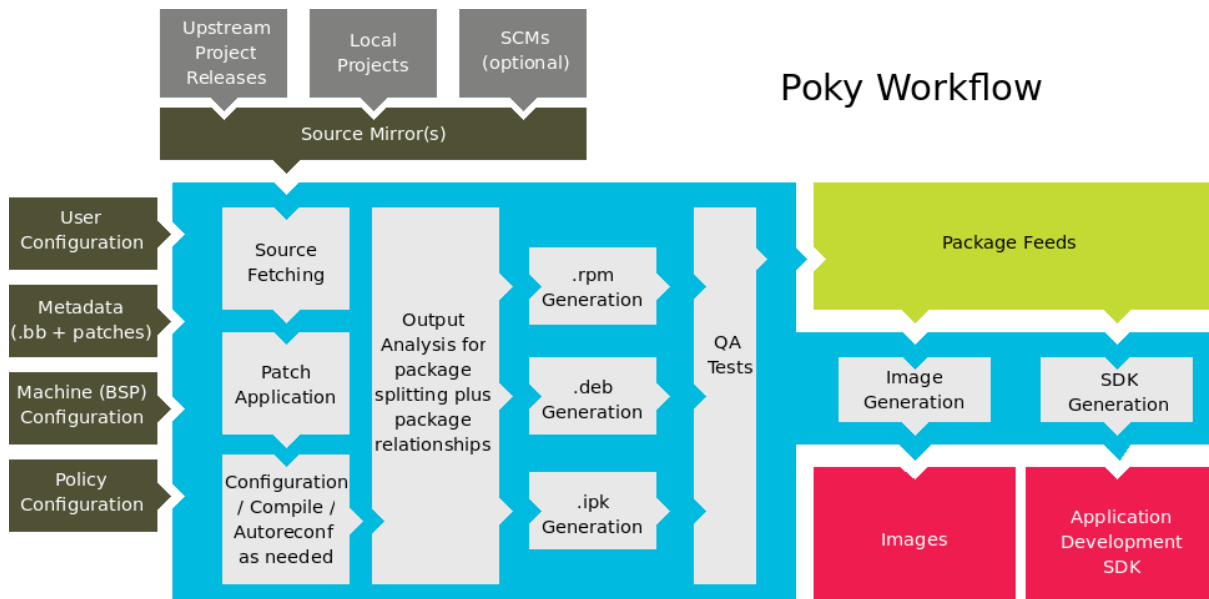 Upstream
Project
Releases
Local
Projects
SCMs
(optional)
Poky Workflow
Source Mirror(s)
User
Configuration
Metadata
(.bb + patches)
Machine (BSP)
Configuration
Policy
Configuration
Source
Fetching
Patch
Application
Configuration
/ Compile /
Autoreconf
as needed
Output
Analysis for
package
splitting plus
package
relationships
.rpm
Generation
.deb
Generation
.ipk
Generation
QA
Tests
Package Feeds
Image
Generation
SDK
Generation
Images
Application
Development
SDK